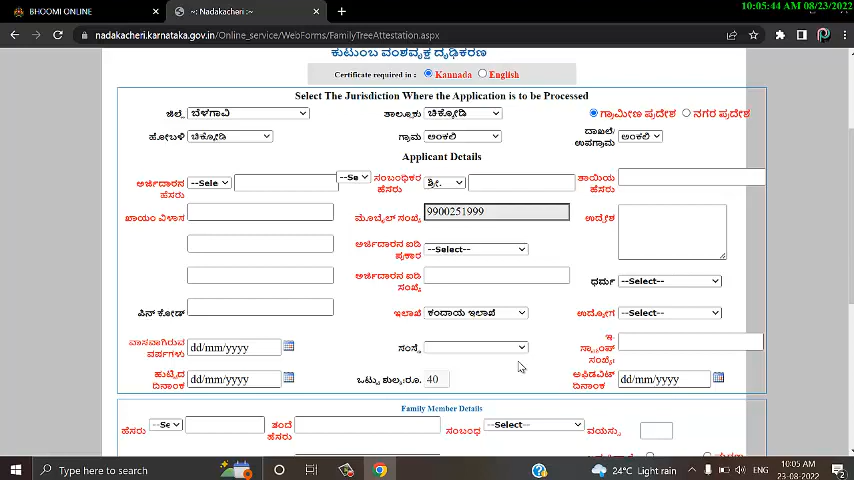 10:05:44 AM 08/23/2022
BHOOMI ONLINE
~: Nadakacheri :~
nadakacheri.karnataka.gov.in/Online_service/WebForms/FamilyTreeAttestation.aspx
ಕುಟುಂಬ ವಂಶವೃಕ್ಷ ದೃಢೀಕರಣ
Certificate required in : Kannada English
Select The Jurisdiction Where the Application is to be Processed
ಜಿಲ್ಲೆ ಬೆಳಗಾವಿ ತಾಲ್ಲೂಕು ಚಿಕ್ಕೋಡಿ ಗ್ರಾಮೀಣ ಪ್ರದೇಶ ನಗರ ಪ್ರದೇಶ
ಹೋಬಳಿ ಚಿಕ್ಕೋಡಿ ಗ್ರಾಮ ಅಂಕಲಿ ದಾಖಲೆ/ ಉಪಗ್ರಾಮ ಅಂಕಲಿ
Applicant Details
ಅರ್ಜಿದಾರನ ಹೆಸರು --Sele --Se ಸಂಬಂಧಿಕರ ಹೆಸರು ಶ್ರೀ. ತಾಯಿಯ ಹೆಸರು
ಖಾಯಂ ವಿಳಾಸ ಮೊಬೈಲ್ ಸಂಖ್ಯೆ 9900251999 ಉದ್ದೇಶ
ಅರ್ಜಿದಾರನ ಐಡಿ ಪ್ರಕಾರ --Select--
ಅರ್ಜಿದಾರನ ಐಡಿ ಸಂಖ್ಯೆ ಧರ್ಮ --Select--
ಪಿನ್ ಕೋಡ್ ಇಲಾಖೆ ಕಂದಾಯ ಇಲಾಖೆ ಉದ್ಯೋಗ --Select--
ವಾಸವಾಗಿರುವ ವರ್ಷಗಳು dd/mm/yyyy ಸಂಸ್ಥೆ ಇ-ಸ್ಟ್ಯಾಂಪ್ ಸಂಖ್ಯೆ:
ಹುಟ್ಟಿದ ದಿನಾಂಕ dd/mm/yyyy ಒಟ್ಟು ಶುಲ್ಕ:ರೂ. 40 ಅಫಿಡವಿಟ್ ದಿನಾಂಕ dd/mm/yyyy
Family Member Details
ಹೆಸರು --Se ತಂದೆ ಹೆಸರು ಸಂಬಂಧ --Select-- ವಯಸ್ಸು
Type here to search
24°C Light rain
ENG
10:05 AM
23-08-2022